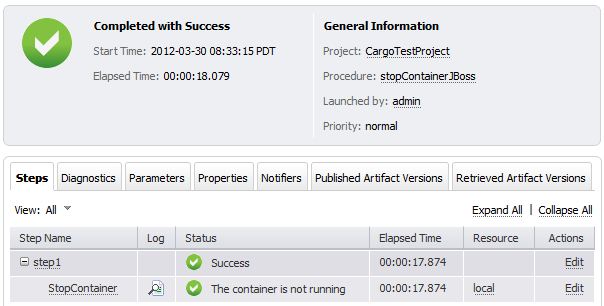 Completed with Success
Start Time: 2012-03-30 08:33:15 PDT
Elapsed Time: 00:00:18.079
General Information
Project: CargoTestProject
Procedure: stopContainerJBoss
Launched by: admin
Priority: normal
Steps Diagnostics Parameters Properties Notifiers Published Artifact Versions Retrieved Artifact Versions
View: All Expand All | Collapse All
Step Name Log Status Elapsed Time Resource Actions
step1 Success 00:00:17.874 Edit
StopContainer The container is not running 00:00:17.874 local Edit